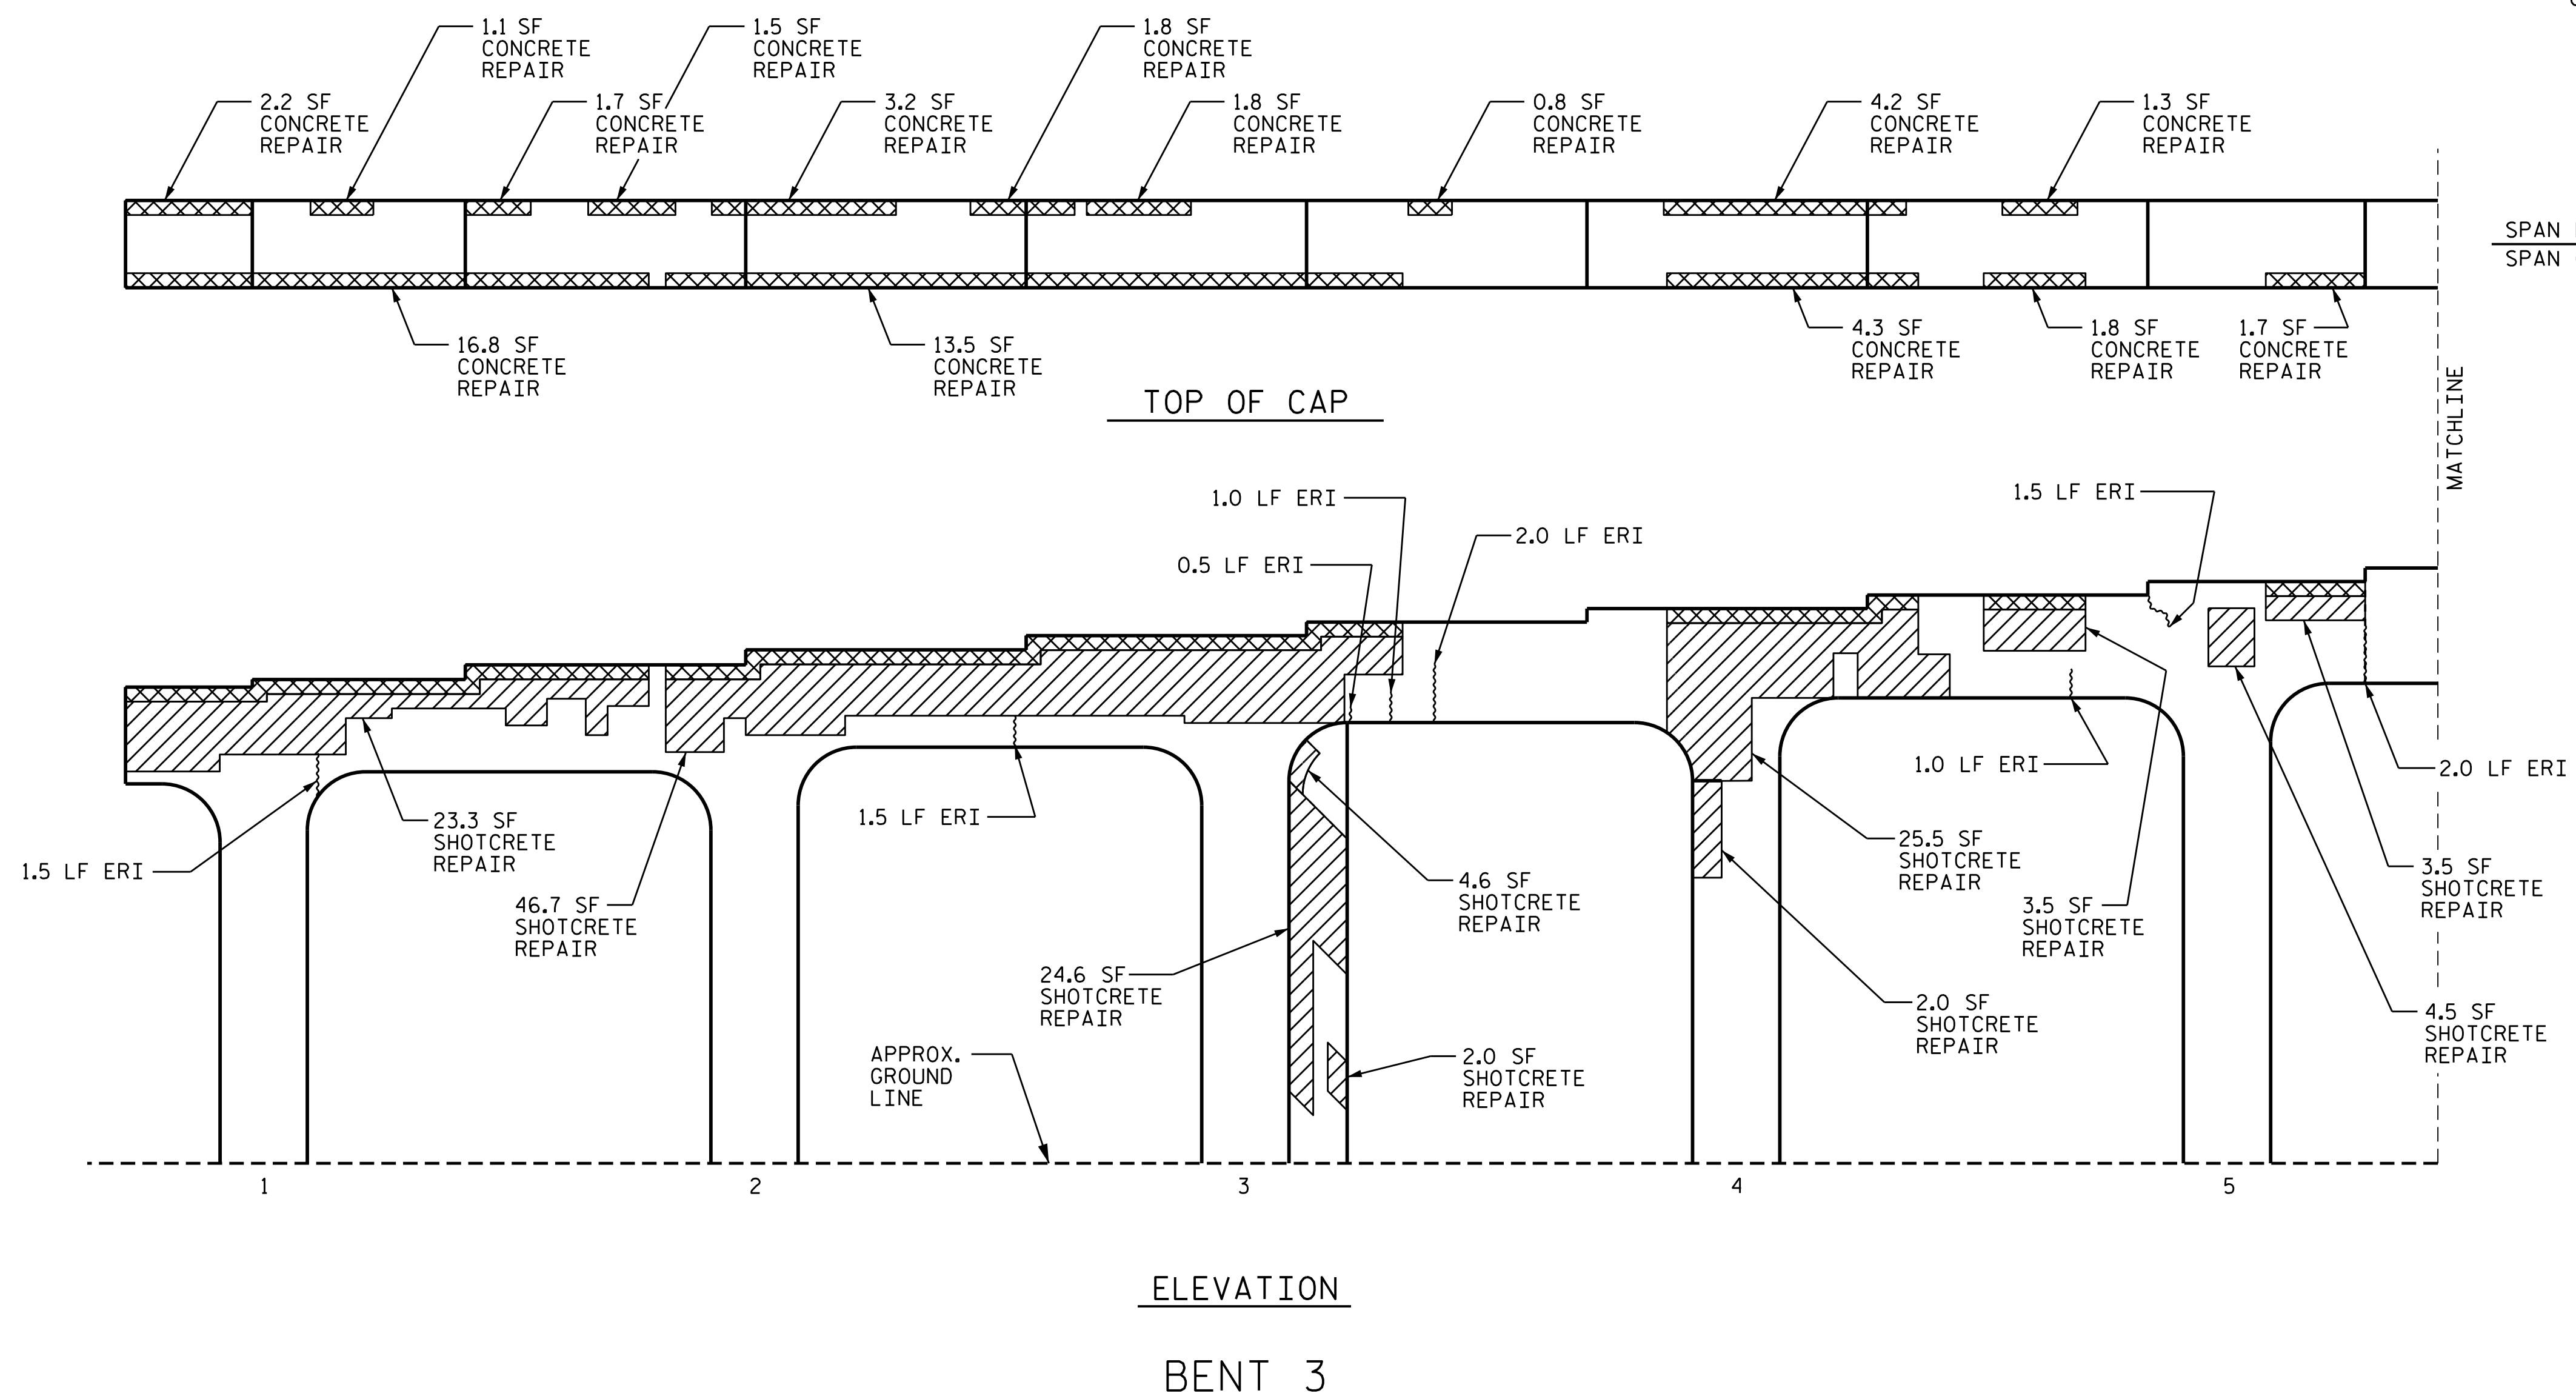 1.1 SF
CONCRETE
REPAIR
1.5 SF
CONCRETE
REPAIR
1.8 SF
CONCRETE
REPAIR
2.2 SF
CONCRETE
REPAIR
1.7 SF
CONCRETE
REPAIR
3.2 SF
CONCRETE
REPAIR
1.8 SF
CONCRETE
REPAIR
0.8 SF
CONCRETE
REPAIR
4.2 SF
CONCRETE
REPAIR
1.3 SF
CONCRETE
REPAIR
SPAN
SPAN
16.8 SF
CONCRETE
REPAIR
13.5 SF
CONCRETE
REPAIR
4.3 SF
CONCRETE
REPAIR
1.8 SF
CONCRETE
REPAIR
1.7 SF
CONCRETE
REPAIR
TOP OF CAP
MATCHLINE
1.0 LF ERI
2.0 LF ERI
0.5 LF ERI
1.5 LF ERI
1.5 LF ERI
23.3 SF
SHOTCRETE
REPAIR
46.7 SF
SHOTCRETE
REPAIR
1.5 LF ERI
24.6 SF
SHOTCRETE
REPAIR
4.6 SF
SHOTCRETE
REPAIR
2.0 SF
SHOTCRETE
REPAIR
1.0 LF ERI
25.5 SF
SHOTCRETE
REPAIR
3.5 SF
SHOTCRETE
REPAIR
2.0 SF
SHOTCRETE
REPAIR
2.0 LF ERI
3.5 SF
SHOTCRETE
REPAIR
4.5 SF
SHOTCRETE
REPAIR
APPROX.
GROUND
LINE
1
2
3
4
5
ELEVATION
BENT 3